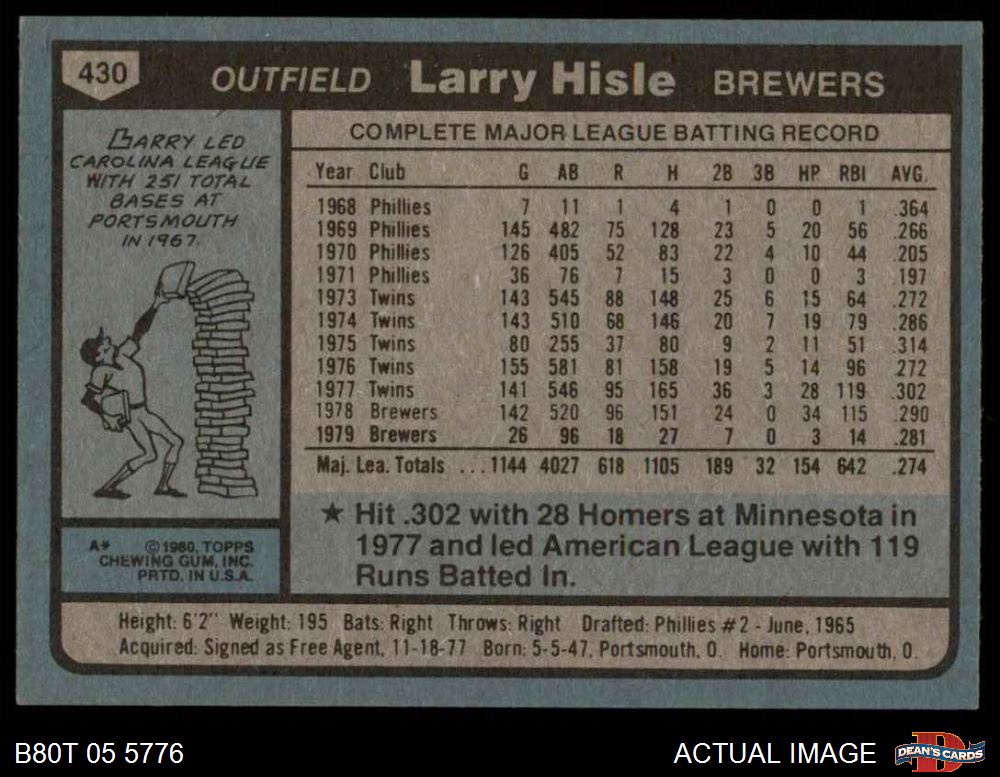 430 OUTFIELD Larry Hisle BREWERS
LARRY LED
CAROLINA LEAGUE
WITH 251 TOTAL
BASES AT
PORTSMOUTH
IN 1967.
COMPLETE MAJOR LEAGUE BATTING RECORD
Year Club G AB R H 2B 3B HR RBI AVG.
1968 Phillies 7 11 1 4 1 0 0 1 .364
1969 Phillies 145 482 75 128 23 5 20 56 .266
1970 Phillies 126 405 52 83 22 4 10 44 .205
1971 Phillies 36 76 7 15 3 0 0 3 .197
1973 Twins 143 545 88 148 25 6 15 64 .272
1974 Twins 143 510 68 146 20 7 19 79 .286
1975 Twins 80 255 37 80 9 2 11 51 .314
1976 Twins 155 581 81 158 19 5 14 96 .272
1977 Twins 141 546 95 165 36 3 28 119 .302
1978 Brewers 142 520 96 151 24 0 34 115 .290
1979 Brewers 26 96 18 27 7 0 3 14 .281
Maj. Lea. Totals ...1144 4027 618 1105 189 32 154 642 .274
★ Hit .302 with 28 Homers at Minnesota in
1977 and led American League with 119
Runs Batted In.
A* ©1980, TOPPS
CHEWING GUM, INC.
PRTD. IN U.S.A.
Height: 6'2" Weight: 195 Bats: Right Throws: Right Drafted: Phillies #2 - June, 1965
Acquired: Signed as Free Agent, 11-18-77 Born: 5-5-47, Portsmouth, O. Home: Portsmouth, O.
B80T 05 5776 ACTUAL IMAGE DEAN'S CARDS